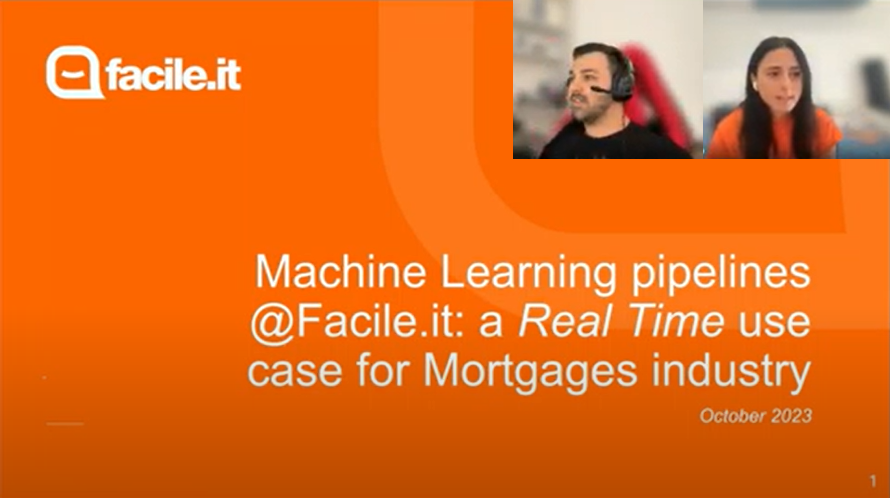 facile.it
Machine Learning pipelines
@Facile.it: a Real Time use
case for Mortgages industry
October 2023
1